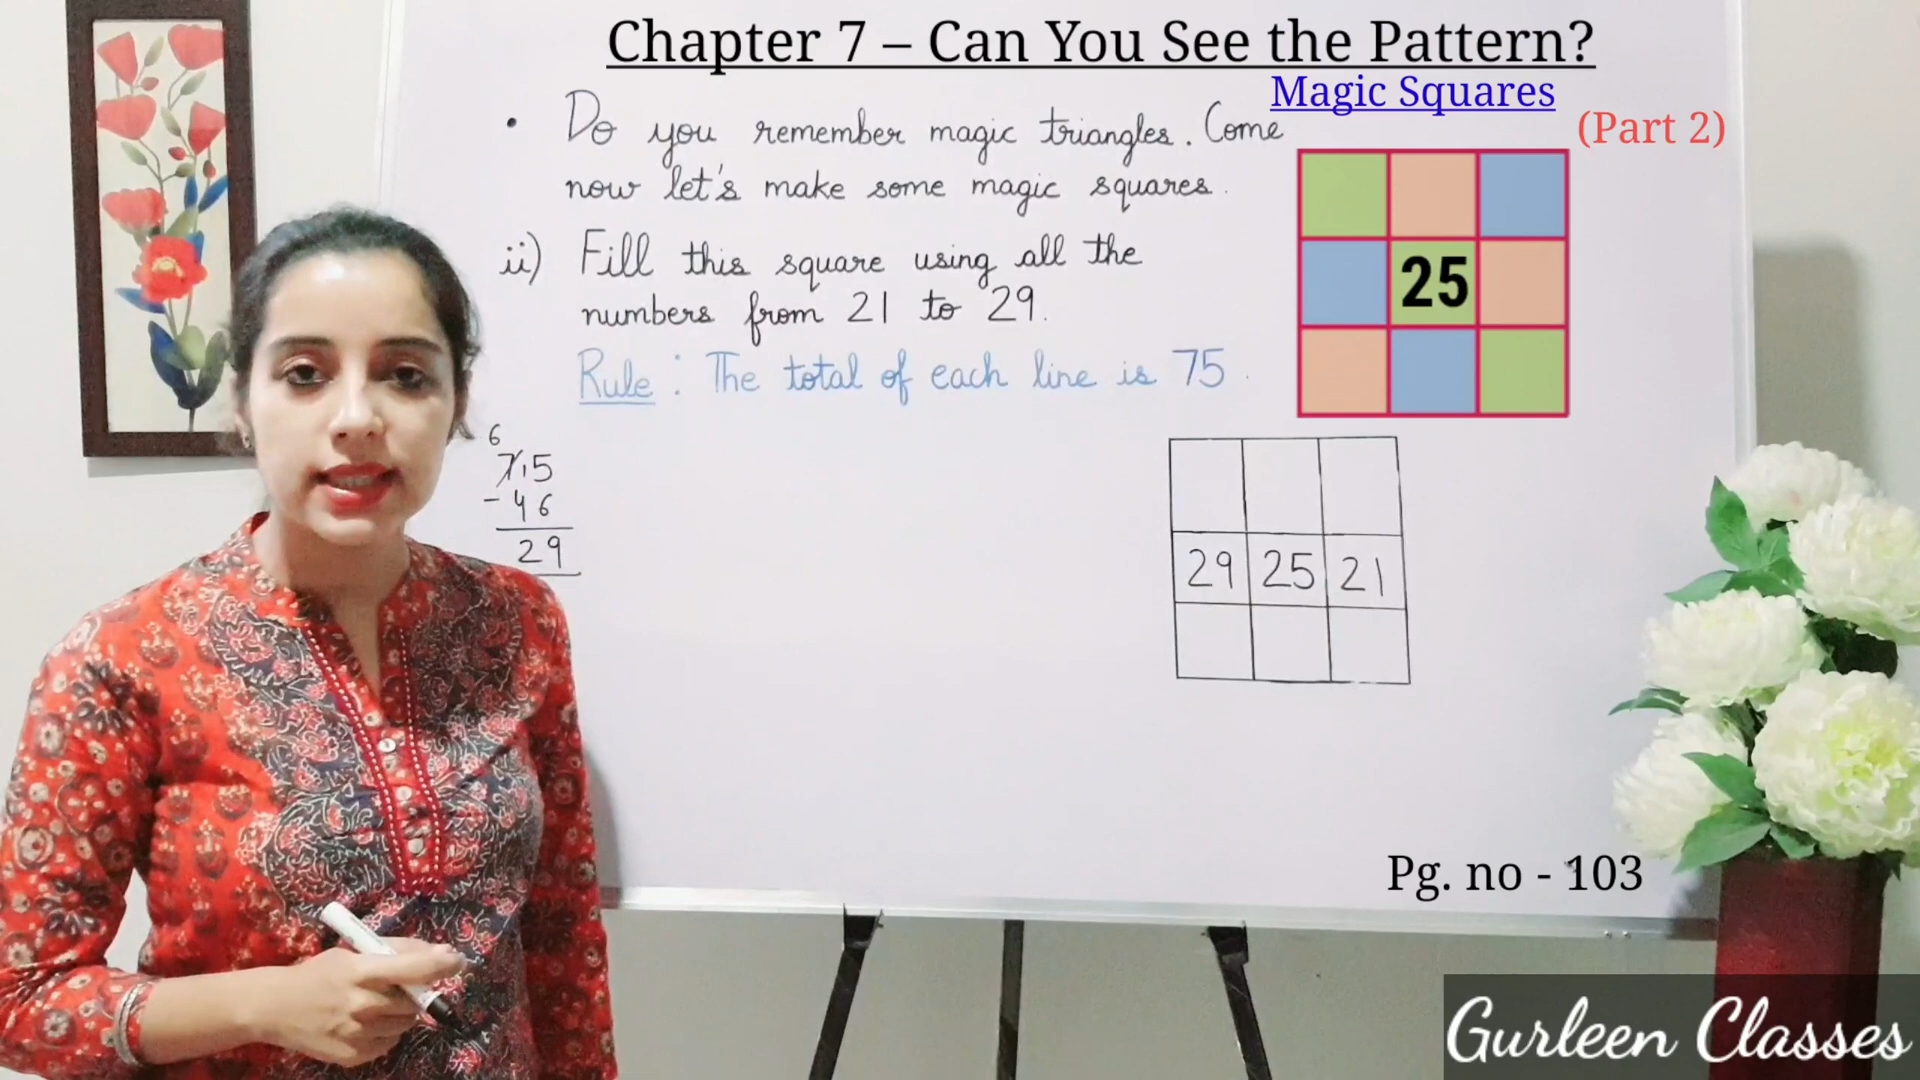 Chapter 7 – Can You See the Pattern?
Magic Squares
(Part 2)
• Do you remember magic triangles. Come
now let's make some magic squares.
ii) Fill this square using all the
numbers from 21 to 29.
Rule : The total of each line is 75.
25
6
7 15
- 46
29
29 25 21
Pg. no - 103
Gurleen Classes